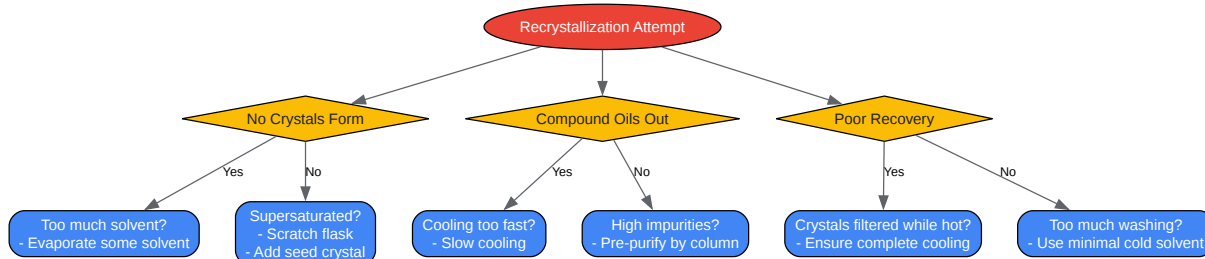 Recrystallization Attempt
No Crystals Form
Compound Oils Out
Poor Recovery
Yes
No
Yes
No
Yes
No
Too much solvent?
- Evaporate some solvent
Supersaturated?
- Scratch flask
- Add seed crystal
Cooling too fast?
- Slow cooling
High impurities?
- Pre-purify by column
Crystals filtered while hot?
- Ensure complete cooling
Too much washing?
- Use minimal cold solvent